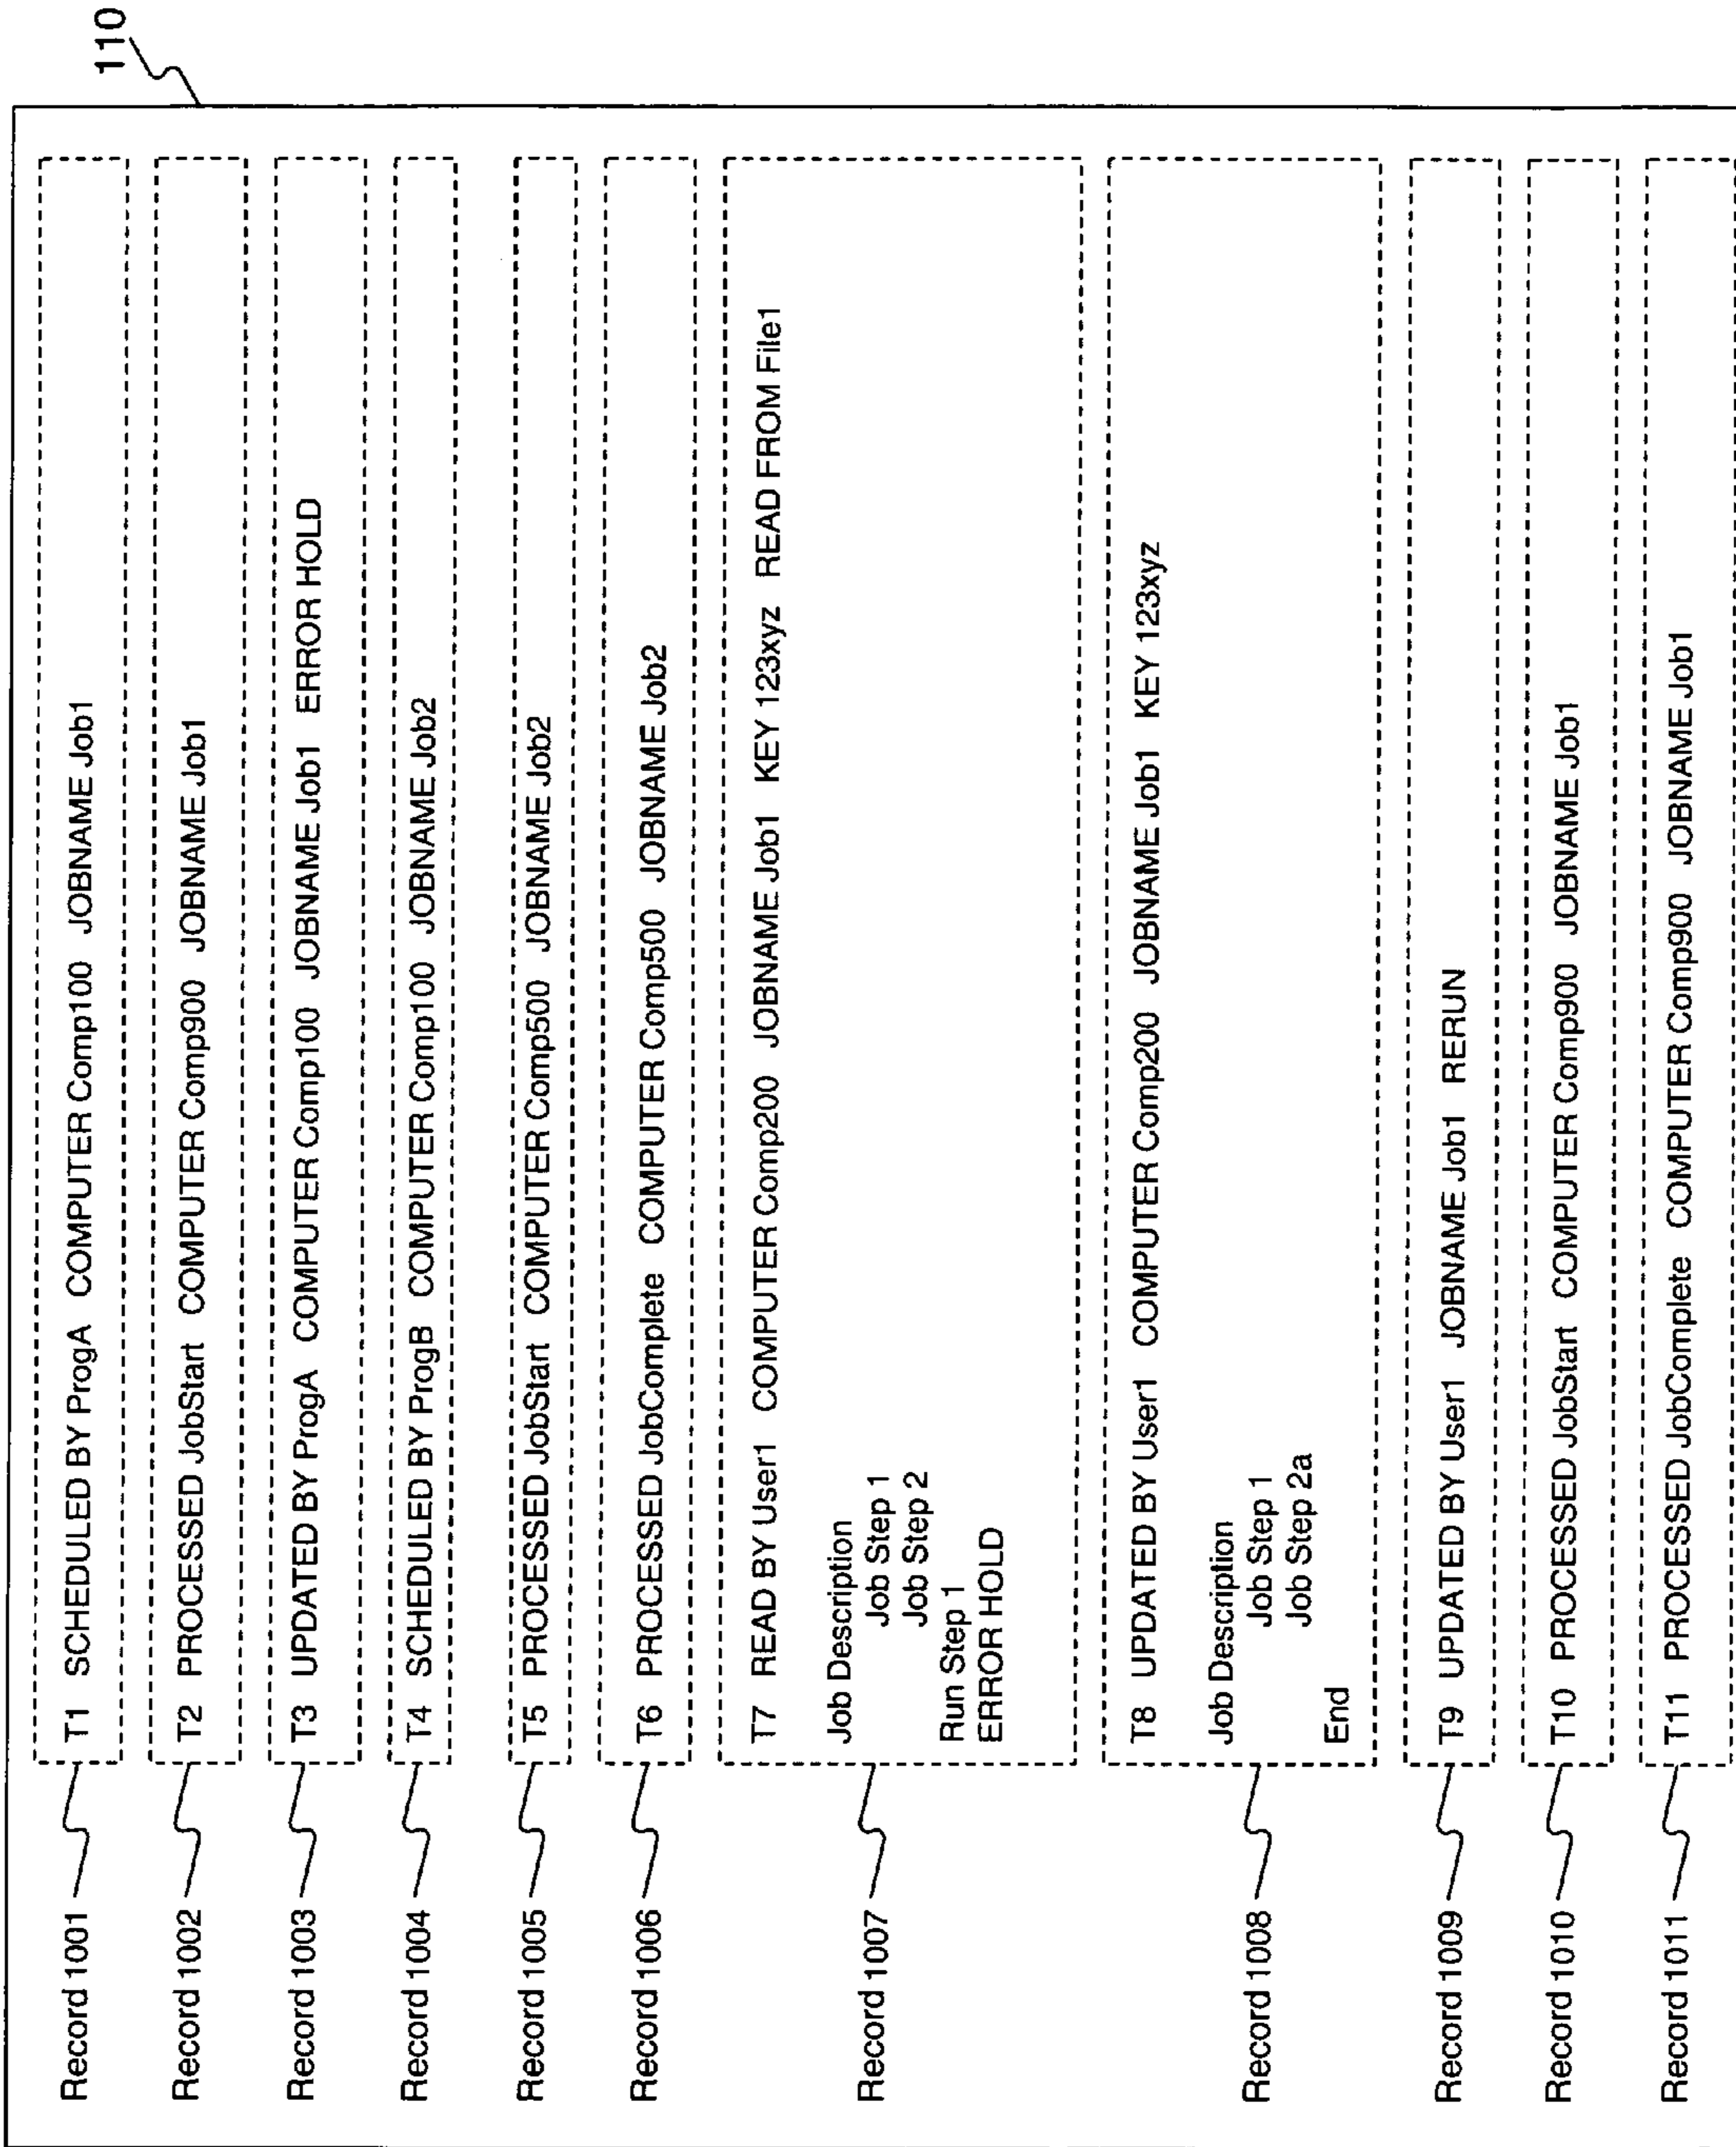 110
Record 1001 T1 SCHEDULED BY ProgA COMPUTER Comp100 JOBNAME Job1
Record 1002 T2 PROCESSED JobStart COMPUTER Comp900 JOBNAME Job1
Record 1003 T3 UPDATED BY ProgA COMPUTER Comp100 JOBNAME Job1 ERROR HOLD
Record 1004 T4 SCHEDULED BY ProgB COMPUTER Comp100 JOBNAME Job2
Record 1005 T5 PROCESSED JobStart COMPUTER Comp500 JOBNAME Job2
Record 1006 T6 PROCESSED JobComplete COMPUTER Comp500 JOBNAME Job2
Record 1007 T7 READ BY User1 COMPUTER Comp200 JOBNAME Job1 KEY 123xyz READ FROM File1
Job Description
Job Step 1
Job Step 2
Run Step 1
ERROR HOLD
Record 1008 T8 UPDATED BY User1 COMPUTER Comp200 JOBNAME Job1 KEY 123xyz
Job Description
Job Step 1
Job Step 2a
End
Record 1009 T9 UPDATED BY User1 JOBNAME Job1 RERUN
Record 1010 T10 PROCESSED JobStart COMPUTER Comp900 JOBNAME Job1
Record 1011 T11 PROCESSED JobComplete COMPUTER Comp900 JOBNAME Job1